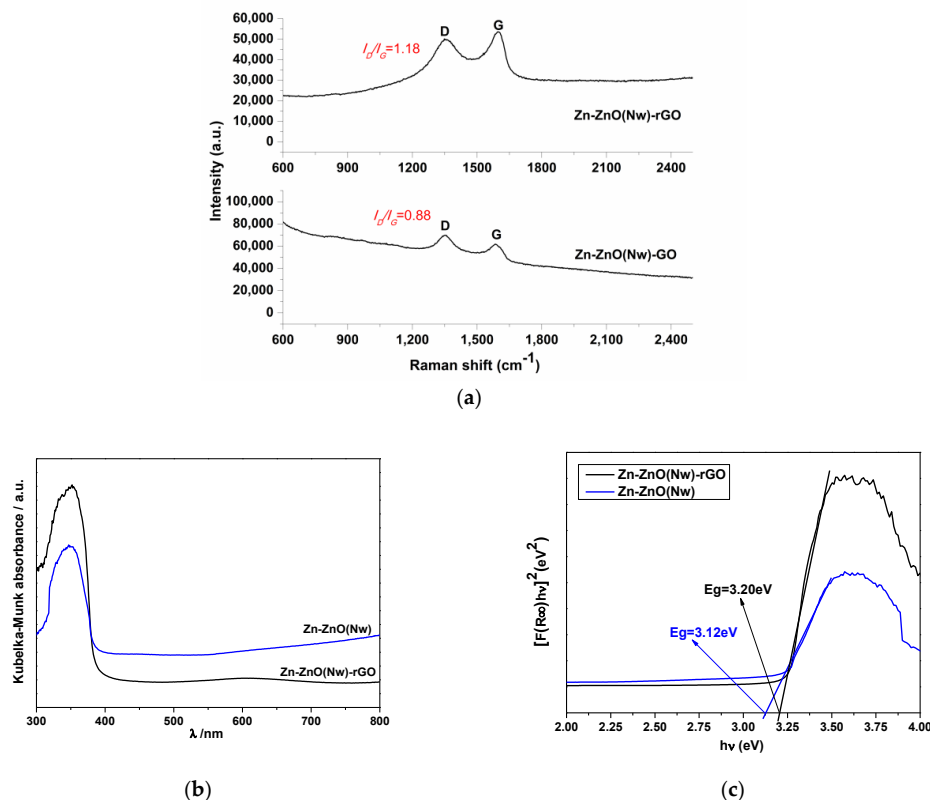 60,000
50,000
40,000
30,000
20,000
10,000
0
I_D/I_G=1.18
D
G
Zn-ZnO(Nw)-rGO
600 900 1200 1500 1800 2100 2400
Intensity (a.u.)
100,000
80,000
60,000
40,000
20,000
0
I_D/I_G=0.88
D
G
Zn-ZnO(Nw)-GO
600 900 1,200 1,500 1,800 2,100 2,400
Raman shift (cm⁻¹)
(a)
Kubelka-Munk absorbance / a.u.
Zn-ZnO(Nw)
Zn-ZnO(Nw)-rGO
300 400 500 600 700 800
λ /nm
(b)
Zn-ZnO(Nw)-rGO
Zn-ZnO(Nw)
[F(R∞)hν]²(eV²)
Eg=3.20eV
Eg=3.12eV
2.00 2.25 2.50 2.75 3.00 3.25 3.50 3.75 4.00
hν (eV)
(c)